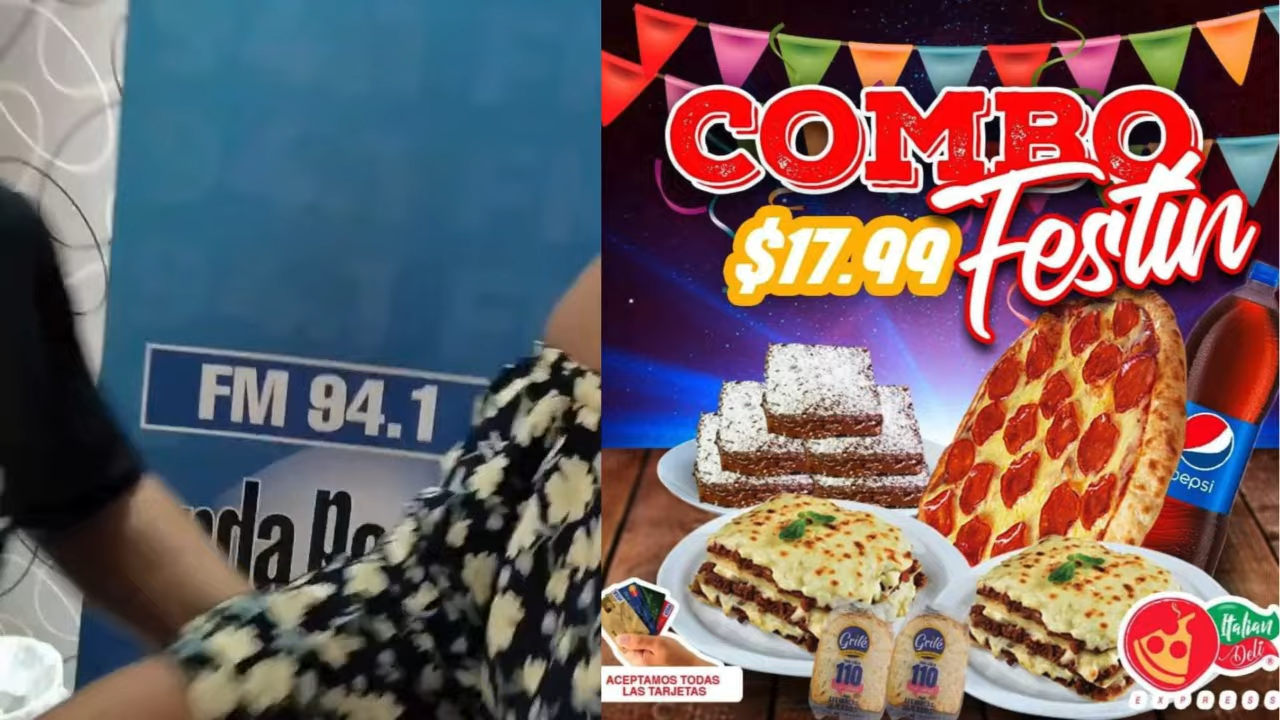 FM 94.1
COMBO
Festín
$17.99
pepsi
Grilé
110
Grilé
110
ACEPTAMOS TODAS
LAS TARJETAS
Italian
Deli
EXPRESS